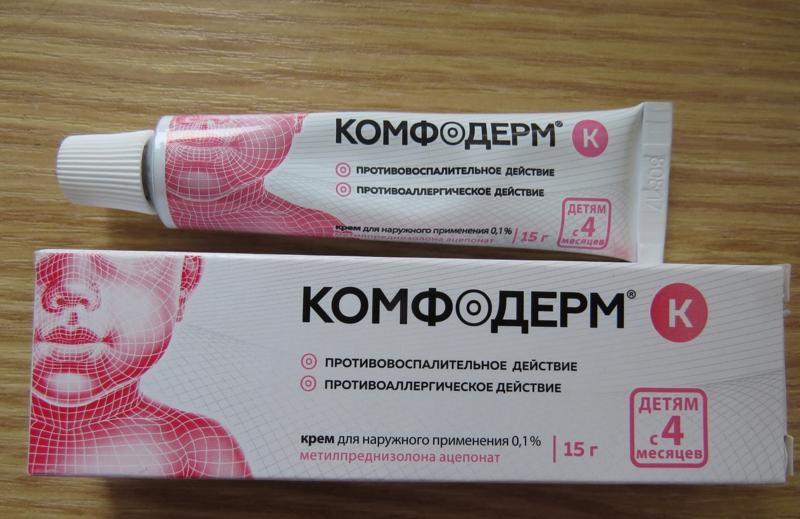 КОМФОДЕРМ® К
ПРОТИВОВОСПАЛИТЕЛЬНОЕ ДЕЙСТВИЕ
ПРОТИВОАЛЛЕРГИЧЕСКОЕ ДЕЙСТВИЕ
крем для наружного применения 0,1%
метилпреднизолона ацепонат
15 г
ДЕТЯМ
с 4
месяцев
КОМФОДЕРМ® К
ПРОТИВОВОСПАЛИТЕЛЬНОЕ ДЕЙСТВИЕ
ПРОТИВОАЛЛЕРГИЧЕСКОЕ ДЕЙСТВИЕ
крем для наружного применения 0,1%
метилпреднизолона ацепонат
15 г
ДЕТЯМ
с 4
месяцев